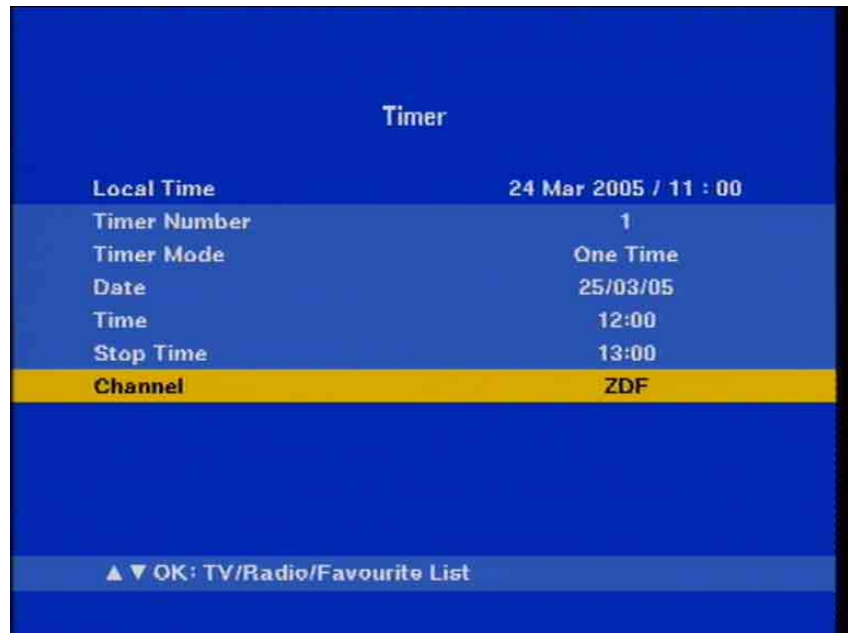 Timer
Local Time 24 Mar 2005 / 11 : 00
Timer Number 1
Timer Mode One Time
Date 25/03/05
Time 12:00
Stop Time 13:00
Channel ZDF
▲▼ OK: TV/Radio/Favourite List